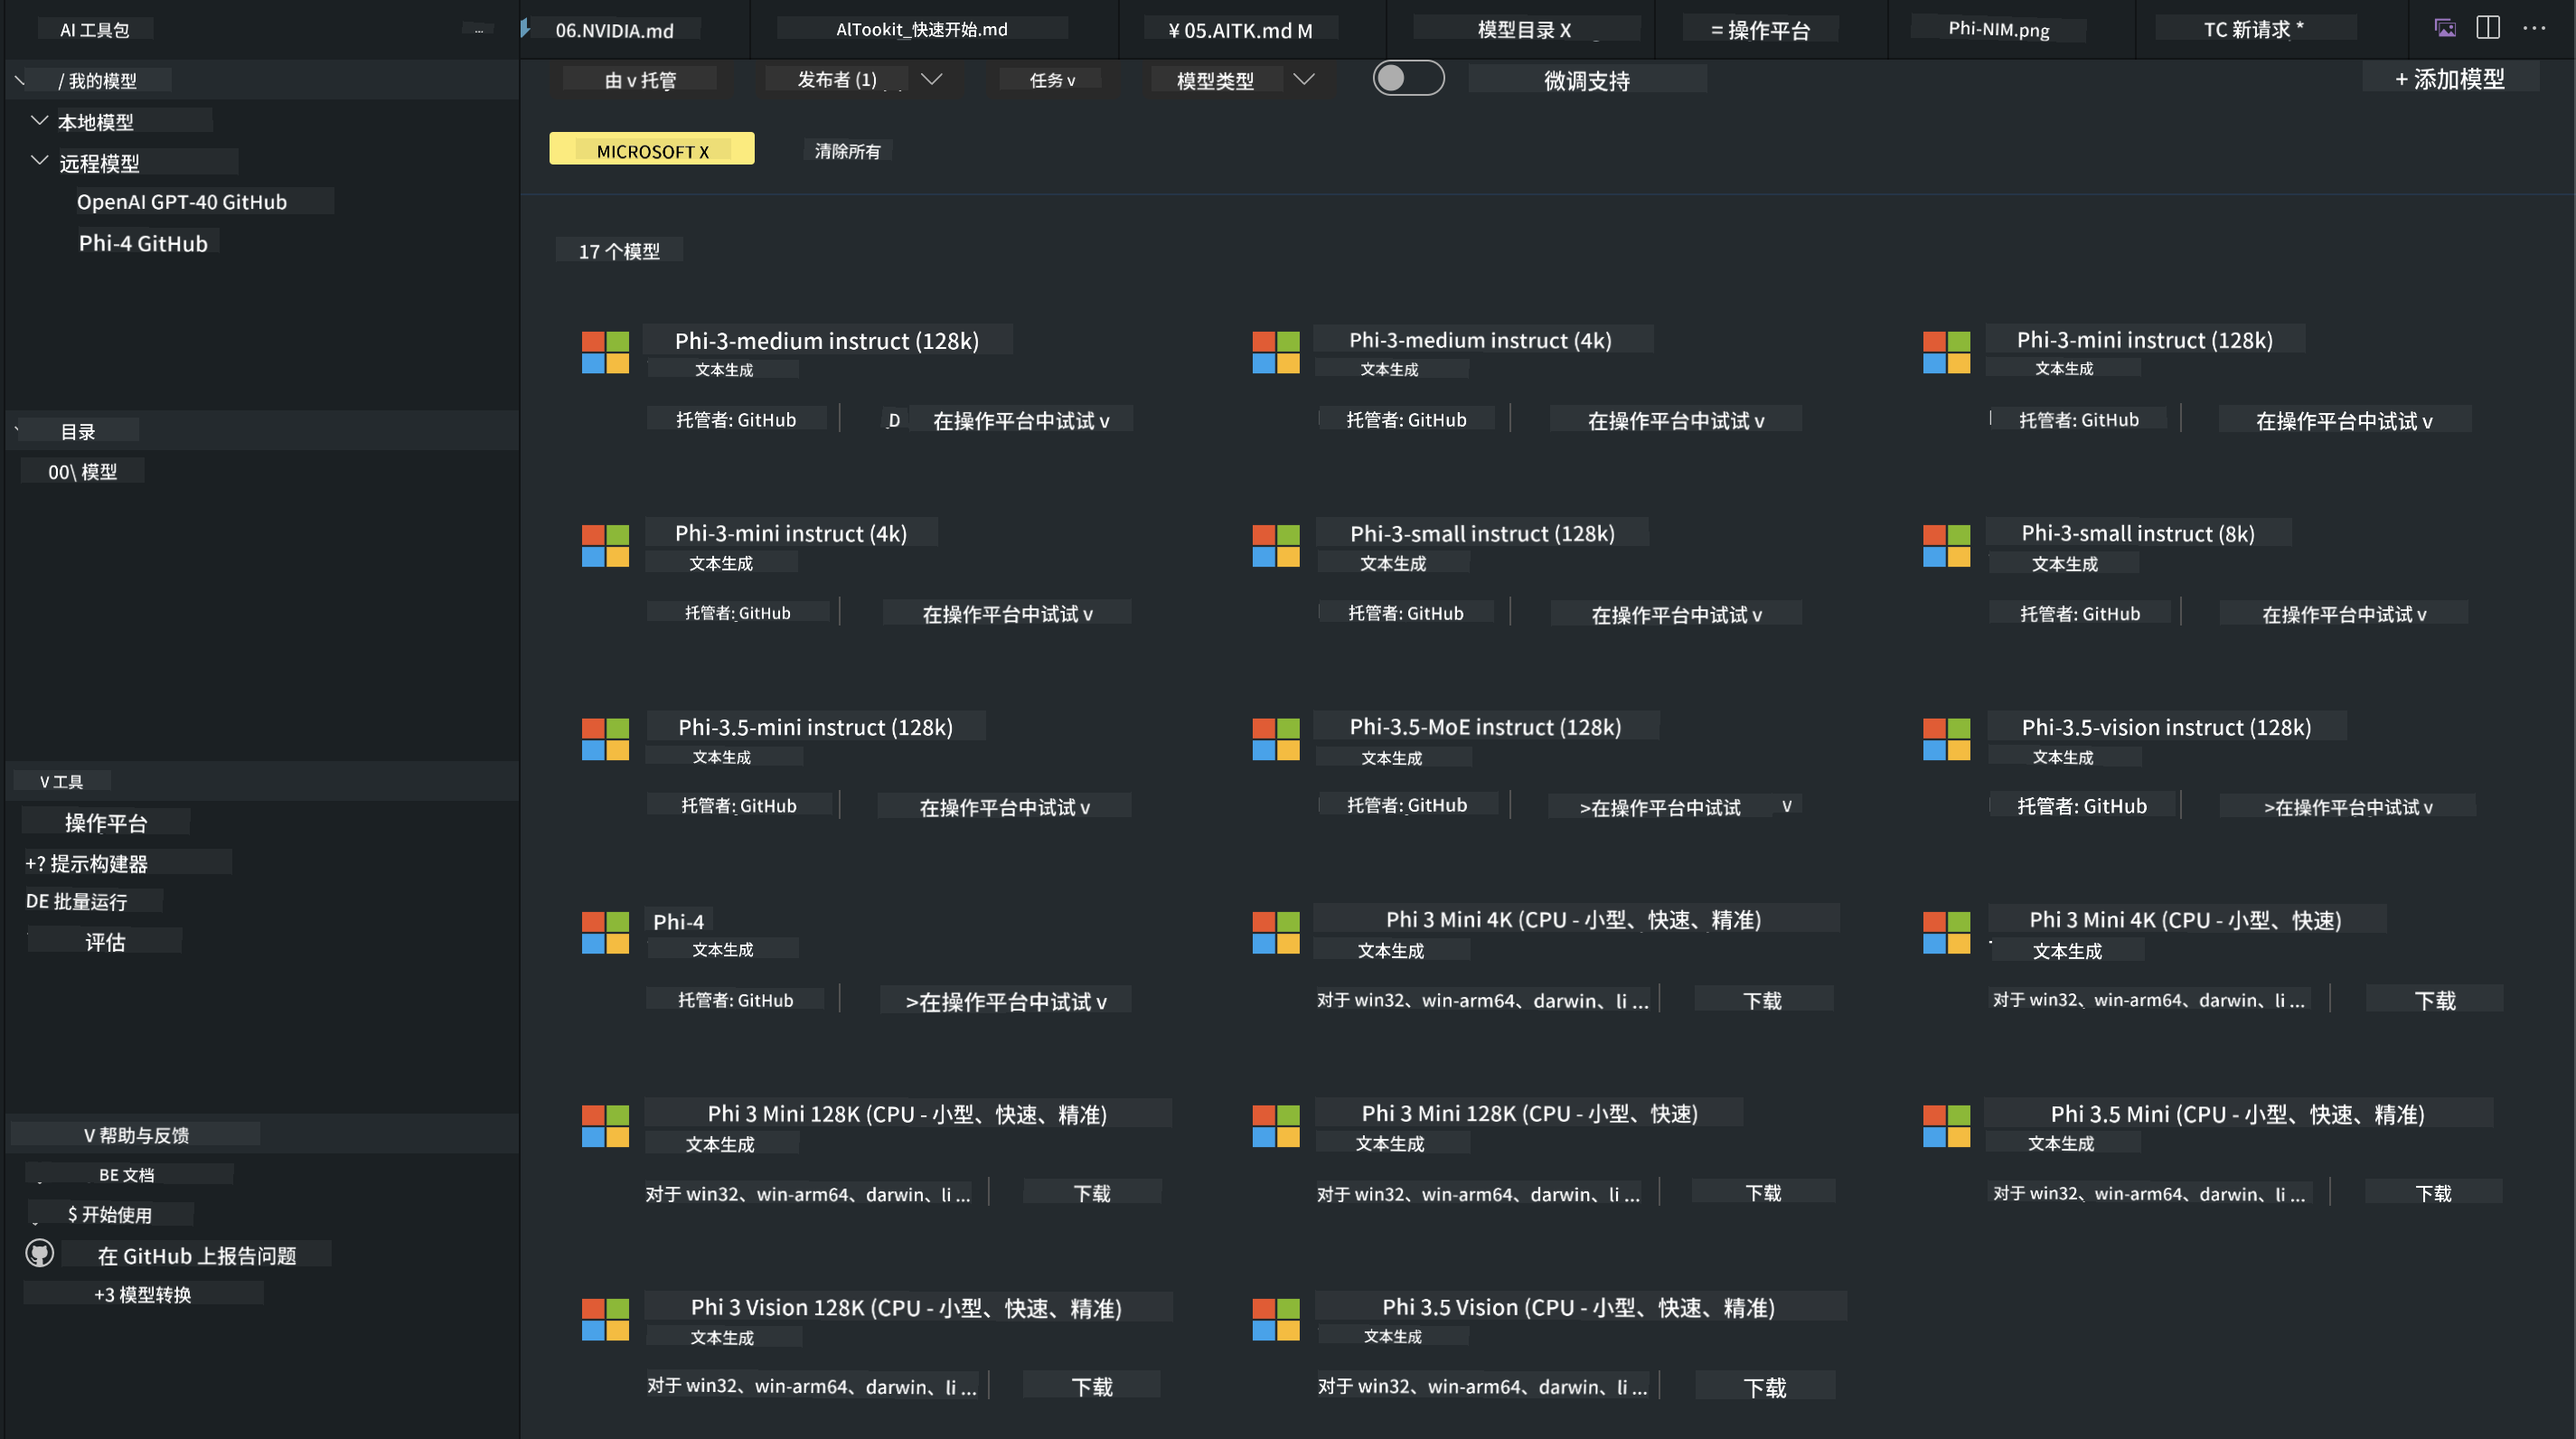 AI 工具包
...
06.NVIDIA.md
AlTookit_快速开始.md
¥ 05.AITK.md M
模型目录 X
= 操作平台
Phi-NIM.png
TC 新请求 *
/ 我的模型
本地模型
远程模型
OpenAI GPT-40 GitHub
Phi-4 GitHub
目录
00\ 模型
V 工具
操作平台
+? 提示构建器
DE 批量运行
评估
V 帮助与反馈
BE 文档
$ 开始使用
在 GitHub 上报告问题
+3 模型转换
由 v 托管
发布者 (1)
任务 v
模型类型
微调支持
+ 添加模型
MICROSOFT X
清除所有
17 个模型
Phi-3-medium instruct (128k)
文本生成
托管者: GitHub
D 在操作平台中试试 v
Phi-3-medium instruct (4k)
文本生成
托管者: GitHub
在操作平台中试试 v
Phi-3-mini instruct (128k)
文本生成
托管者: GitHub
在操作平台中试试 v
Phi-3-mini instruct (4k)
文本生成
托管者: GitHub
在操作平台中试试 v
Phi-3-small instruct (128k)
文本生成
托管者: GitHub
在操作平台中试试 v
Phi-3-small instruct (8k)
文本生成
托管者: GitHub
在操作平台中试试 v
Phi-3.5-mini instruct (128k)
文本生成
托管者: GitHub
在操作平台中试试 v
Phi-3.5-MoE instruct (128k)
文本生成
托管者: GitHub
>在操作平台中试试 v
Phi-3.5-vision instruct (128k)
文本生成
托管者: GitHub
>在操作平台中试试 v
Phi-4
文本生成
托管者: GitHub
>在操作平台中试试 v
Phi 3 Mini 4K (CPU - 小型、快速、精准)
文本生成
对于 win32、win-arm64、darwin、li ...
下载
Phi 3 Mini 4K (CPU - 小型、快速)
文本生成
对于 win32、win-arm64、darwin、li ...
下载
Phi 3 Mini 128K (CPU - 小型、快速、精准)
文本生成
对于 win32、win-arm64、darwin、li ...
下载
Phi 3 Mini 128K (CPU - 小型、快速)
文本生成
对于 win32、win-arm64、darwin、li ...
下载
Phi 3.5 Mini (CPU - 小型、快速、精准)
文本生成
对于 win32、win-arm64、darwin、li ...
下载
Phi 3 Vision 128K (CPU - 小型、快速、精准)
文本生成
对于 win32、win-arm64、darwin、li ...
下载
Phi 3.5 Vision (CPU - 小型、快速、精准)
文本生成
对于 win32、win-arm64、darwin、li ...
下载